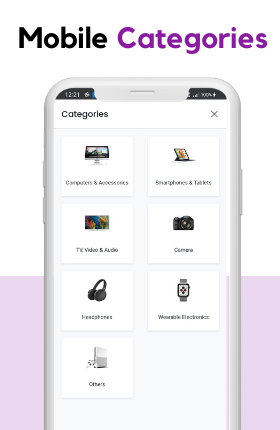 Mobile Categories
12:21
100%
Categories
Computers & Accessories
Smartphones & Tablets
TV, Video & Audio
Camera
Headphones
Wearable Electronics
Others